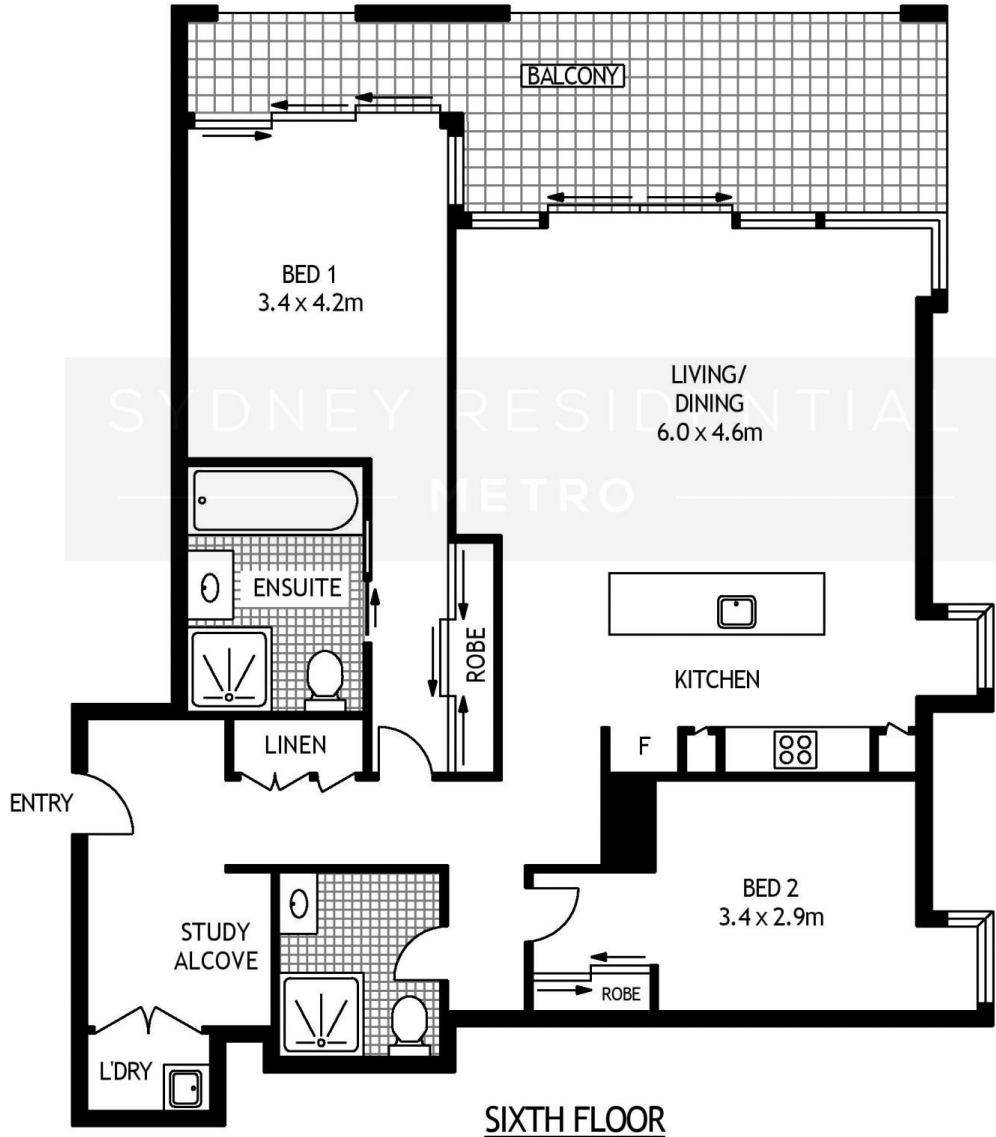 BALCONY
BED 1
3.4 x 4.2m
LIVING/
DINING
6.0 x 4.6m
SYDNEY RESIDENTIAL
METRO
ENSUITE
ROBE
KITCHEN
LINEN
F
ENTRY
BED 2
3.4 x 2.9m
STUDY
ALCOVE
ROBE
L'DRY
SIXTH FLOOR